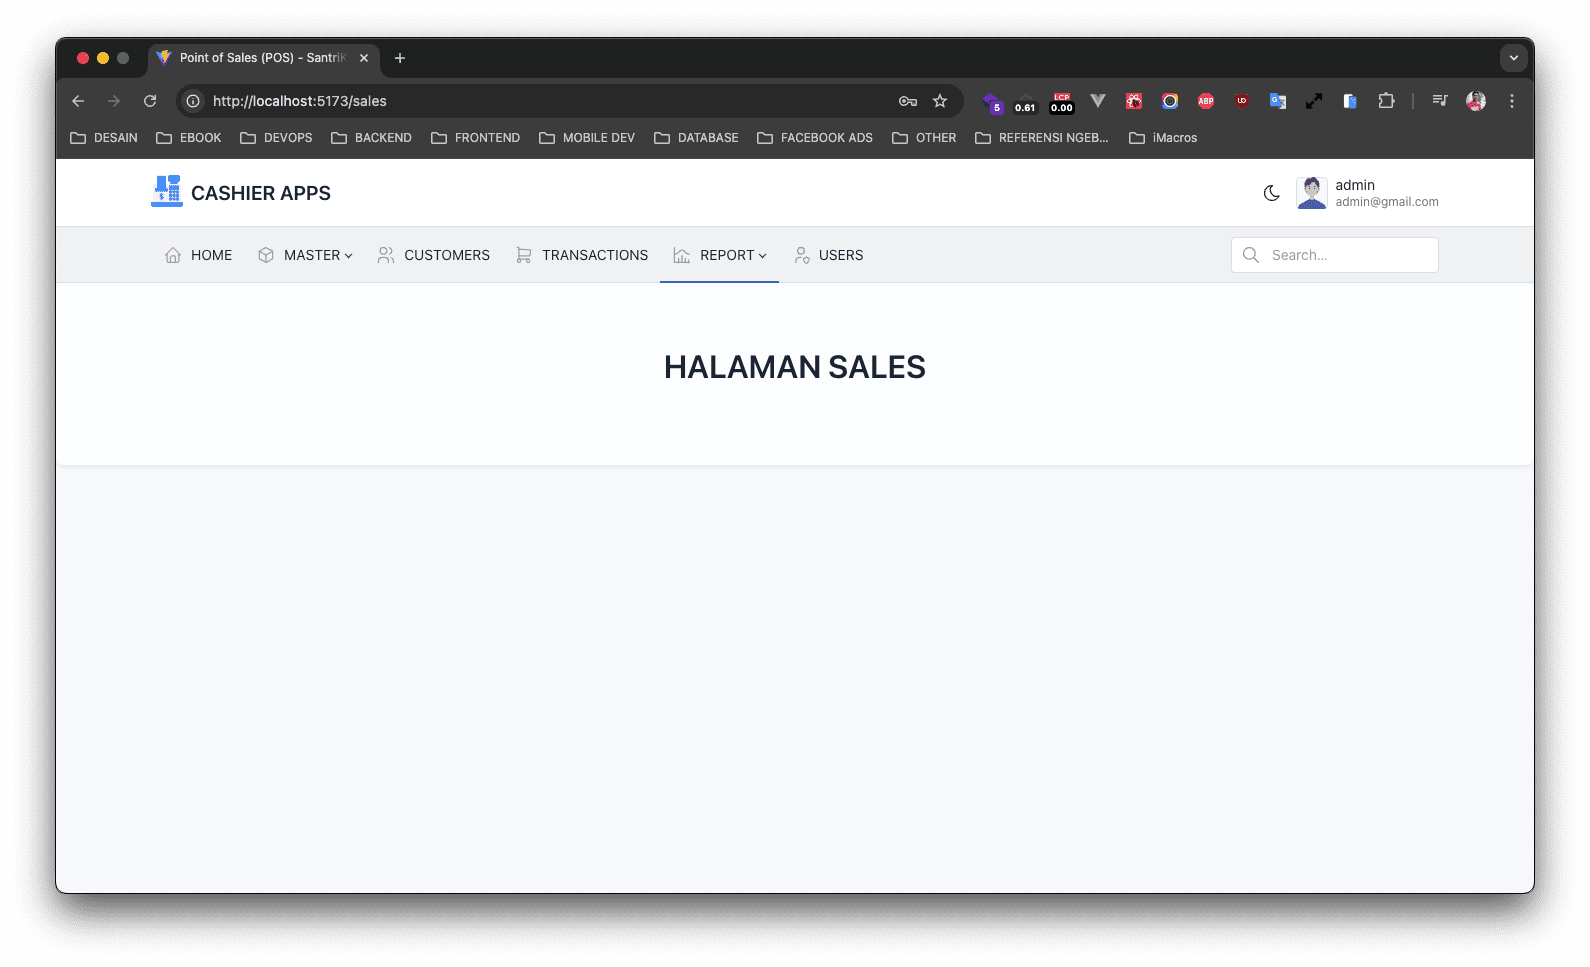 Point of Sales (POS) - SantriK
http://localhost:5173/sales
5
0.61
LCP
0.00
ABP
DESAIN EBOOK DEVOPS BACKEND FRONTEND MOBILE DEV DATABASE FACEBOOK ADS OTHER REFERENSI NGEB... iMacros
CASHIER APPS
admin
admin@gmail.com
HOME MASTER CUSTOMERS TRANSACTIONS REPORT USERS
Search...
HALAMAN SALES